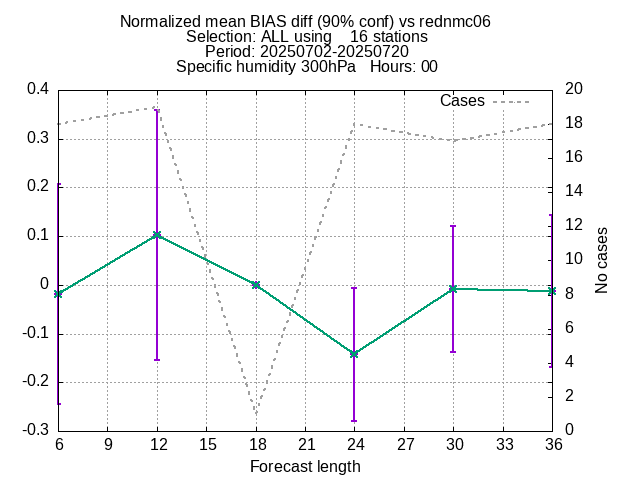 Normalized mean BIAS diff (90% conf) vs rednmc06
Selection: ALL using    16 stations
Period: 20250702-20250720
Specific humidity 300hPa   Hours: 00
Cases
0.4
0.3
0.2
0.1
0
-0.1
-0.2
-0.3
20
18
16
14
12
10
8
6
4
2
0
No cases
6 9 12 15 18 21 24 27 30 33 36
Forecast length